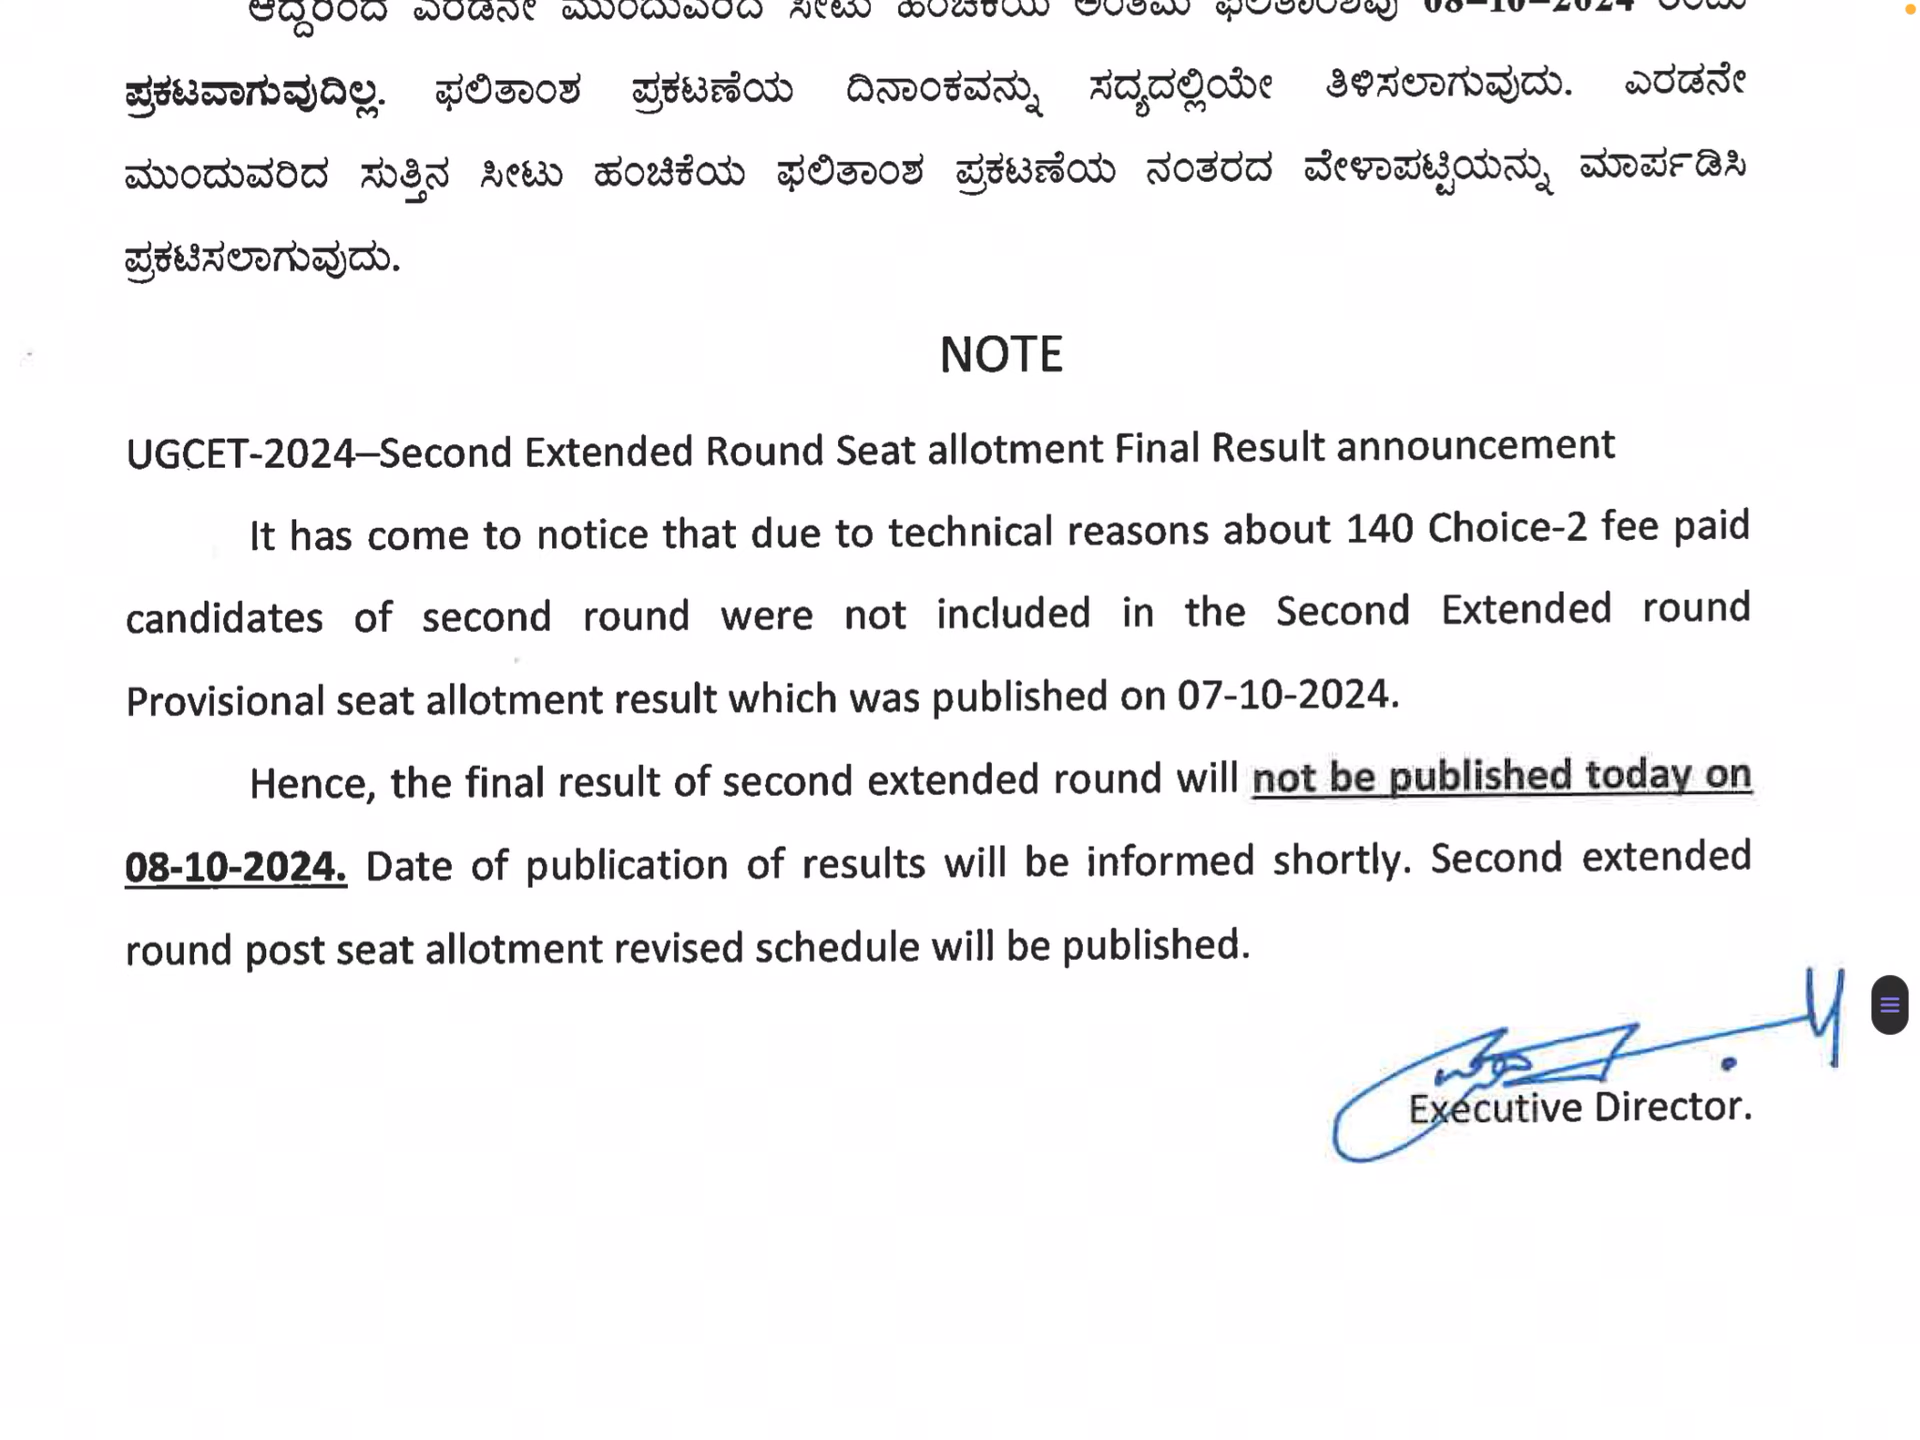 ಆದ್ದರಿಂದ ಎರಡನೇ ಮುಂದುವರಿದ ಸೀಟು ಹಂಚಿಕೆಯ ಅಂತಿಮ ಫಲಿತಾಂಶವು 08-10-2024 ರಂದು
ಪ್ರಕಟವಾಗುವುದಿಲ್ಲ. ಫಲಿತಾಂಶ ಪ್ರಕಟಣೆಯ ದಿನಾಂಕವನ್ನು ಸದ್ಯದಲ್ಲಿಯೇ ತಿಳಿಸಲಾಗುವುದು. ಎರಡನೇ
ಮುಂದುವರಿದ ಸುತ್ತಿನ ಸೀಟು ಹಂಚಿಕೆಯ ಫಲಿತಾಂಶ ಪ್ರಕಟಣೆಯ ನಂತರದ ವೇಳಾಪಟ್ಟಿಯನ್ನು ಮಾರ್ಪಡಿಸಿ
ಪ್ರಕಟಿಸಲಾಗುವುದು.
NOTE
UGCET-2024–Second Extended Round Seat allotment Final Result announcement
It has come to notice that due to technical reasons about 140 Choice-2 fee paid
candidates of second round were not included in the Second Extended round
Provisional seat allotment result which was published on 07-10-2024.
Hence, the final result of second extended round will not be published today on
08-10-2024. Date of publication of results will be informed shortly. Second extended
round post seat allotment revised schedule will be published.
Executive Director.